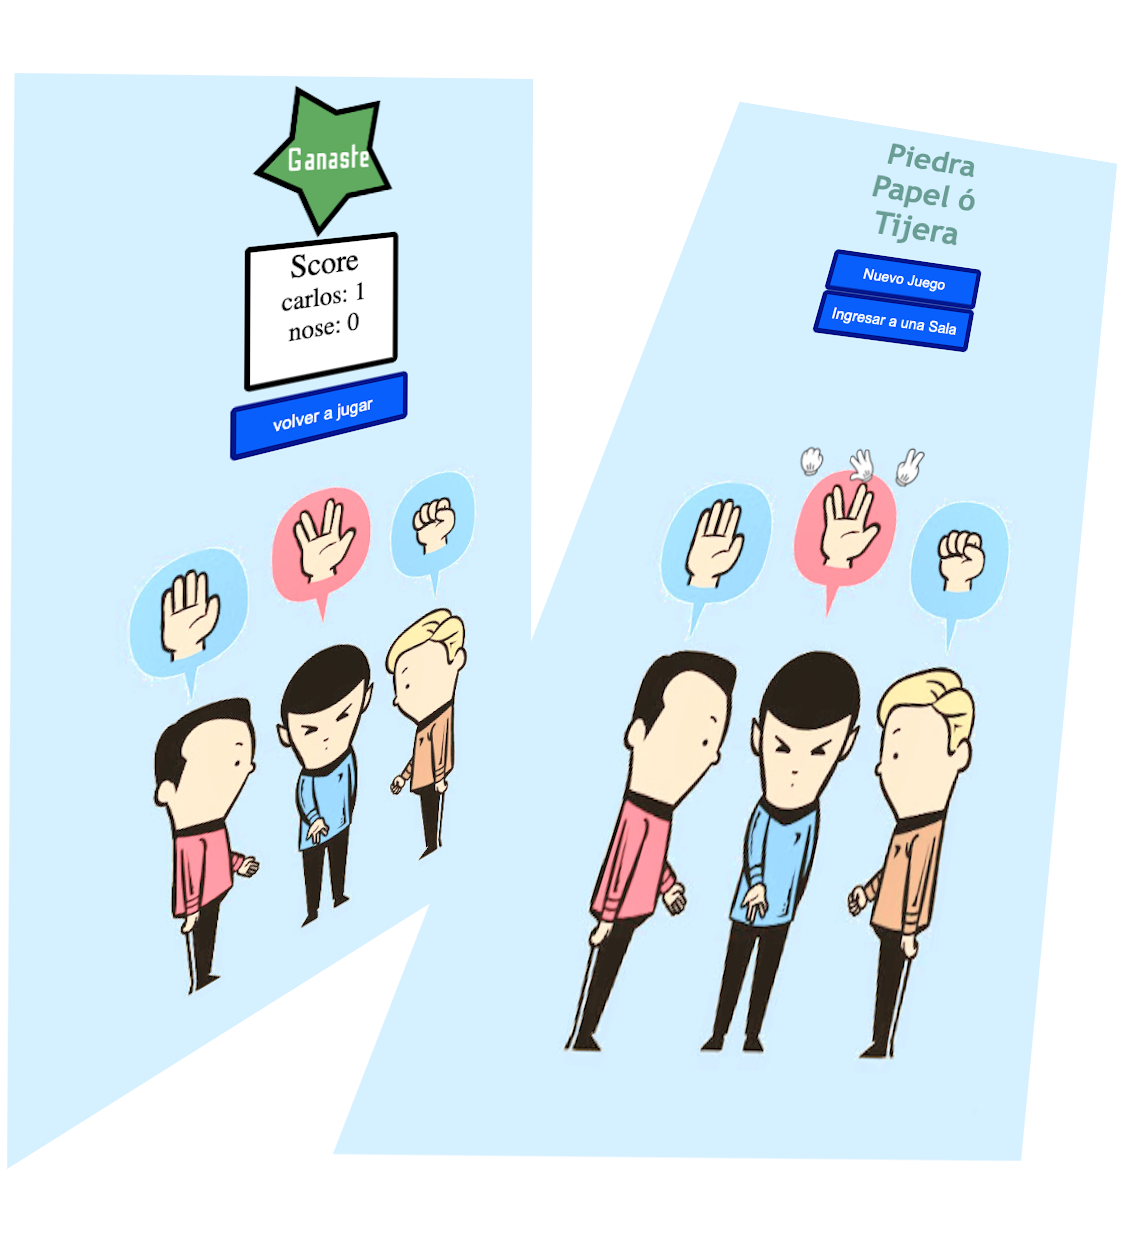 Ganaste
Score
carlos: 1
nose: 0
volver a jugar
Piedra
Papel ó
Tijera
Nuevo Juego
Ingresar a una Sala